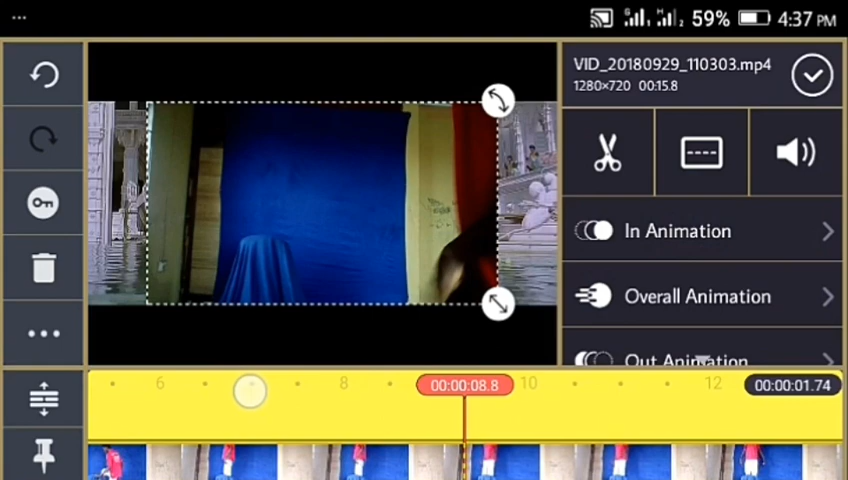 59% 4:37 PM
VID_20180929_110303.mp4
1280×720 00:15.8
In Animation
Overall Animation
Out Animation
6 8 00:00:08.8 10 12 00:00:01.74